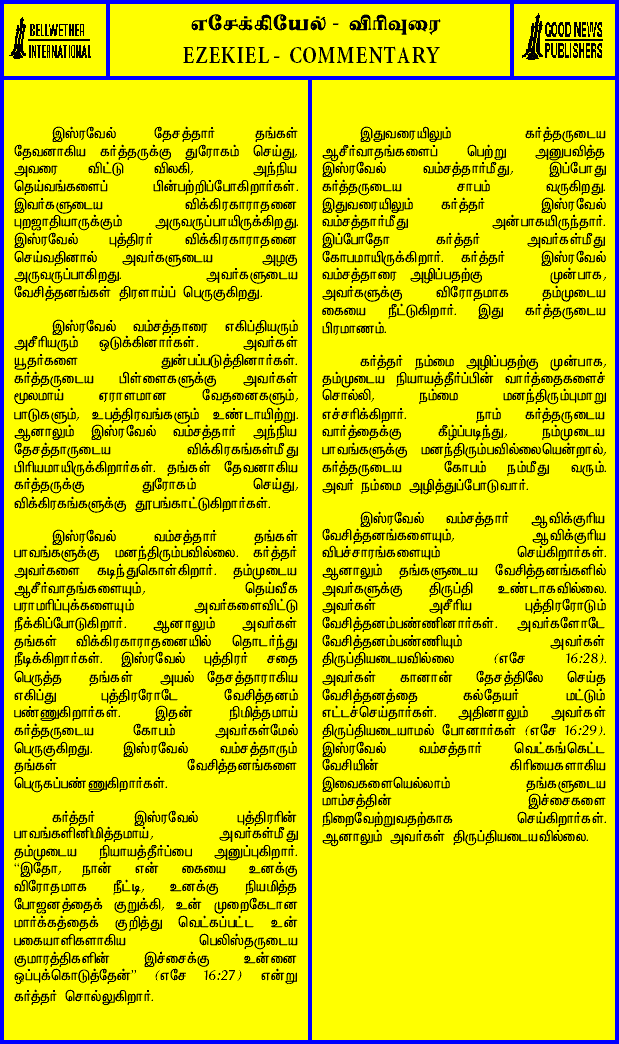 BELLWETHER
INTERNATIONAL
எசேக்கியேல் - விரிவுரை
EZEKIEL - COMMENTARY
GOOD NEWS
PUBLISHERS
இஸ்ரவேல் தேசத்தார் தங்கள்
தேவனாகிய கர்த்தருக்கு துரோகம் செய்து,
அவரை விட்டு விலகி, அந்நிய
தெய்வங்களைப் பின்பற்றிப்போகிறார்கள்.
இவர்களுடைய விக்கிரகாராதனை
புறஜாதியாருக்கும் அருவருப்பாயிருக்கிறது.
இஸ்ரவேல் புத்திரர் விக்கிரகாராதனை
செய்வதினால் அவர்களுடைய அழகு
அருவருப்பாகிறது. அவர்களுடைய
வேசித்தனங்கள் திரளாய்ப் பெருகுகிறது.
இஸ்ரவேல் வம்சத்தாரை எகிப்தியரும்
அசீரியரும் ஒடுக்கினார்கள். அவர்கள்
யூதர்களை துன்பப்படுத்தினார்கள்.
கர்த்தருடைய பிள்ளைகளுக்கு அவர்கள்
மூலமாய் ஏராளமான வேதனைகளும்,
பாடுகளும், உபத்திரவங்களும் உண்டாயிற்று.
ஆனாலும் இஸ்ரவேல் வம்சத்தார் அந்நிய
தேசத்தாருடைய விக்கிரகங்கள்மீது
பிரியமாயிருக்கிறார்கள். தங்கள் தேவனாகிய
கர்த்தருக்கு துரோகம் செய்து,
விக்கிரகங்களுக்கு தூபங்காட்டுகிறார்கள்.
இஸ்ரவேல் வம்சத்தார் தங்கள்
பாவங்களுக்கு மனந்திரும்பவில்லை. கர்த்தர்
அவர்களை கடிந்துகொள்கிறார். தம்முடைய
ஆசீர்வாதங்களையும், தெய்வீக
பராமரிப்புக்களையும் அவர்களைவிட்டு
நீக்கிப்போடுகிறார். ஆனாலும் அவர்கள்
தங்கள் விக்கிரகாராதனையில் தொடர்ந்து
நீடிக்கிறார்கள். இஸ்ரவேல் புத்திரர் சதை
பெருத்த தங்கள் அயல் தேசத்தாராகிய
எகிப்து புத்திரரோடே வேசித்தனம்
பண்ணுகிறார்கள். இதன் நிமித்தமாய்
கர்த்தருடைய கோபம் அவர்கள்மேல்
பெருகுகிறது. இஸ்ரவேல் வம்சத்தாரும்
தங்கள் வேசித்தனங்களை
பெருகப்பண்ணுகிறார்கள்.
கர்த்தர் இஸ்ரவேல் புத்திரரின்
பாவங்களினிமித்தமாய், அவர்கள்மீது
தம்முடைய நியாயத்தீர்ப்பை அனுப்புகிறார்.
"இதோ, நான் என் கையை உனக்கு
விரோதமாக நீட்டி, உனக்கு நியமித்த
போஜனத்தைக் குறுக்கி, உன் முறைகேடான
மார்க்கத்தைக் குறித்து வெட்கப்பட்ட உன்
பகையாளிகளாகிய பெலிஸ்தருடைய
குமாரத்திகளின் இச்சைக்கு உன்னை
ஒப்புக்கொடுத்தேன்" (எசே 16:27) என்று
கர்த்தர் சொல்லுகிறார்.
இதுவரையிலும் கர்த்தருடைய
ஆசீர்வாதங்களைப் பெற்று அனுபவித்த
இஸ்ரவேல் வம்சத்தார்மீது, இப்போது
கர்த்தருடைய சாபம் வருகிறது.
இதுவரையிலும் கர்த்தர் இஸ்ரவேல்
வம்சத்தார்மீது அன்பாகயிருந்தார்.
இப்போதோ கர்த்தர் அவர்கள்மீது
கோபமாயிருக்கிறார். கர்த்தர் இஸ்ரவேல்
வம்சத்தாரை அழிப்பதற்கு முன்பாக,
அவர்களுக்கு விரோதமாக தம்முடைய
கையை நீட்டுகிறார். இது கர்த்தருடைய
பிரமாணம்.
கர்த்தர் நம்மை அழிப்பதற்கு முன்பாக,
தம்முடைய நியாயத்தீர்ப்பின் வார்த்தைகளைச்
சொல்லி, நம்மை மனந்திரும்புமாறு
எச்சரிக்கிறார். நாம் கர்த்தருடைய
வார்த்தைக்கு கீழ்ப்படிந்து, நம்முடைய
பாவங்களுக்கு மனந்திரும்பவில்லையென்றால்,
கர்த்தருடைய கோபம் நம்மீது வரும்.
அவர் நம்மை அழித்துப்போடுவார்.
இஸ்ரவேல் வம்சத்தார் ஆவிக்குரிய
வேசித்தனங்களையும், ஆவிக்குரிய
விபச்சாரங்களையும் செய்கிறார்கள்.
ஆனாலும் தங்களுடைய வேசித்தனங்களில்
அவர்களுக்கு திருப்தி உண்டாகவில்லை.
அவர்கள் அசீரிய புத்திரரோடும்
வேசித்தனம்பண்ணினார்கள். அவர்களோடே
வேசித்தனம்பண்ணியும் அவர்கள்
திருப்தியடையவில்லை (எசே 16:28).
அவர்கள் கானான் தேசத்திலே செய்த
வேசித்தனத்தை கல்தேயர் மட்டும்
எட்டச்செய்தார்கள். அதினாலும் அவர்கள்
திருப்தியடையாமல் போனார்கள் (எசே 16:29).
இஸ்ரவேல் வம்சத்தார் வெட்கங்கெட்ட
வேசியின் கிரியைகளாகிய
இவைகளையெல்லாம் தங்களுடைய
மாம்சத்தின் இச்சைகளை
நிறைவேற்றுவதற்காக செய்கிறார்கள்.
ஆனாலும் அவர்கள் திருப்தியடையவில்லை.